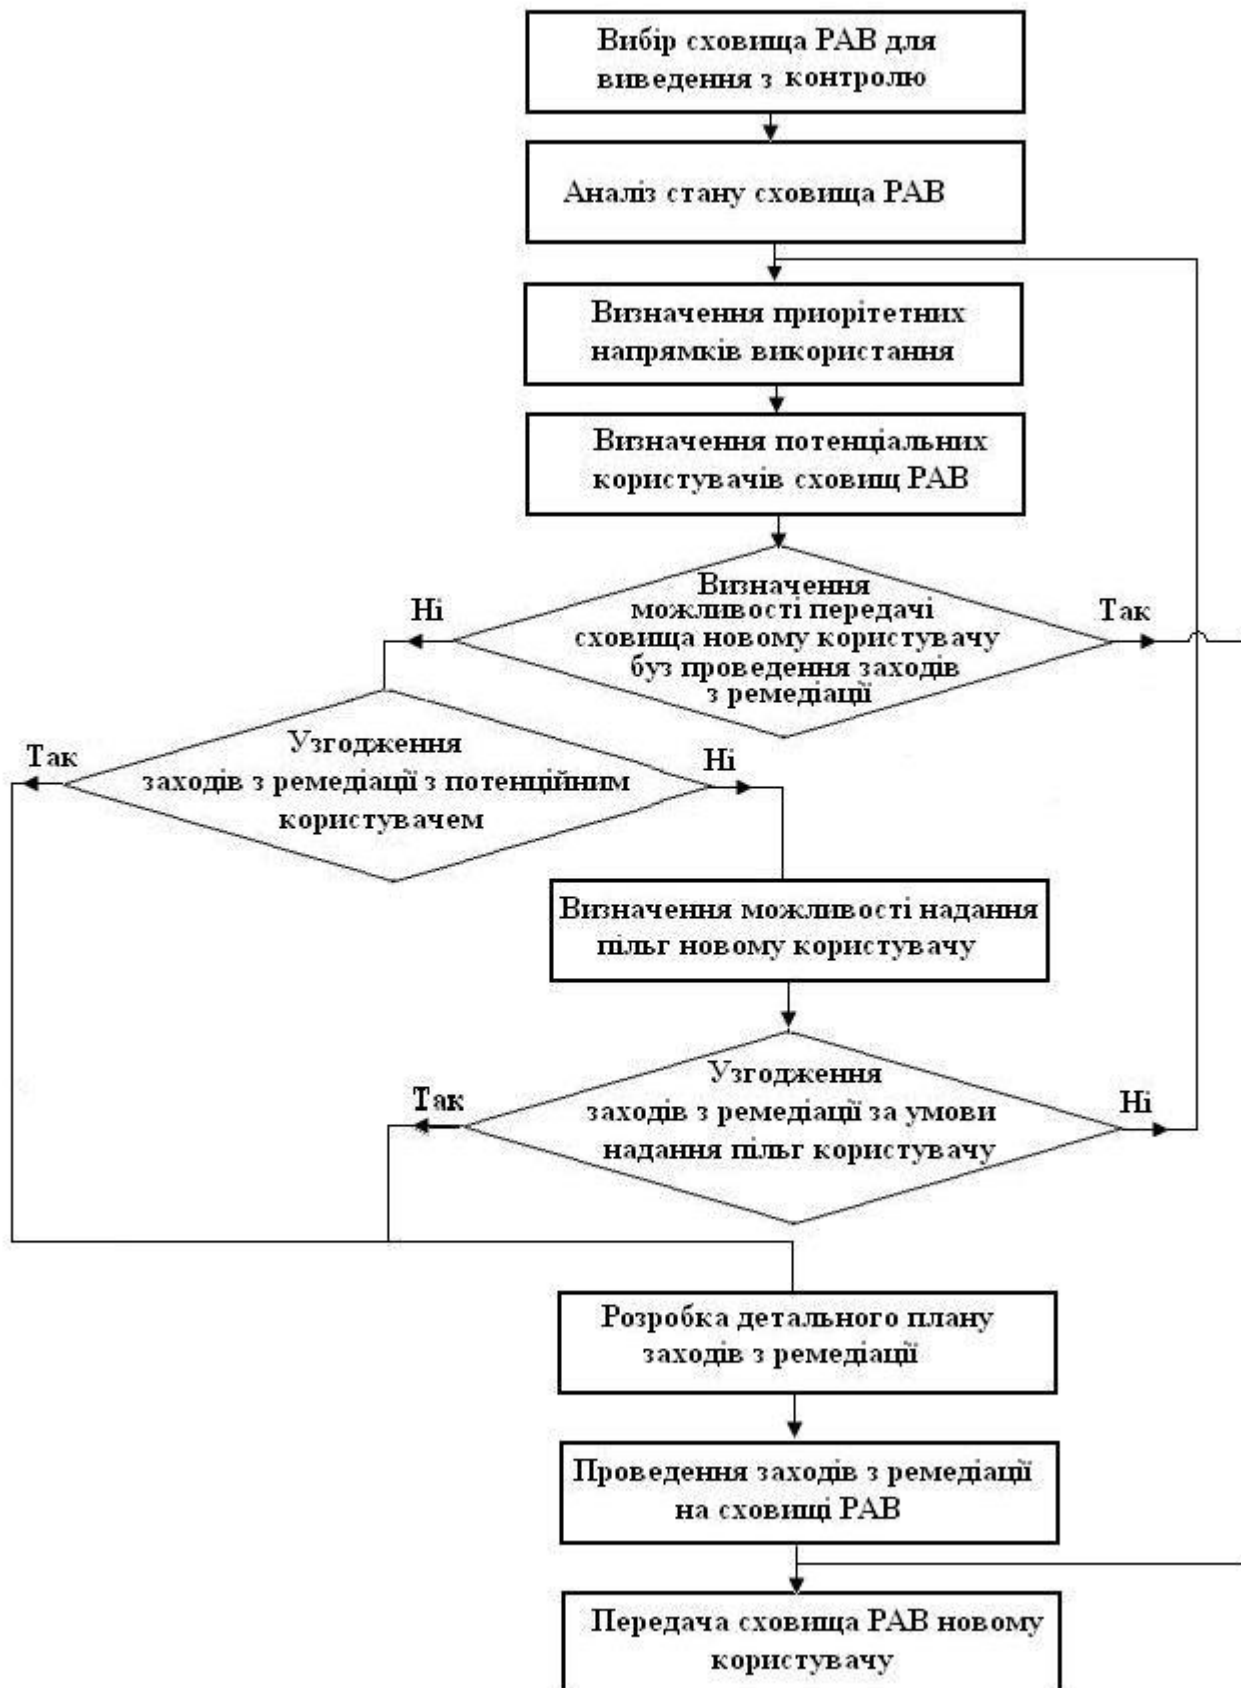 Вибір сховища РАВ для
виведення з контролю
Аналіз стану сховища РАВ
Визначення приорітетних
напрямків використання
Визначення потенціальних
користувачів сховищ РАВ
Визначення
можливості передачі
сховища новому користувачу
буз проведення заходів
з ремедіації
Ні
Так
Узгодження
заходів з ремедіації з потенційним
користувачем
Так
Ні
Визначення можливості надання
пільг новому користувачу
Узгодження
заходів з ремедіації за умови
надання пільг користувачу
Так
Ні
Розробка детального плану
заходів з ремедіації
Проведення заходів з ремедіації
на сховищі РАВ
Передача сховища РАВ новому
користувачу